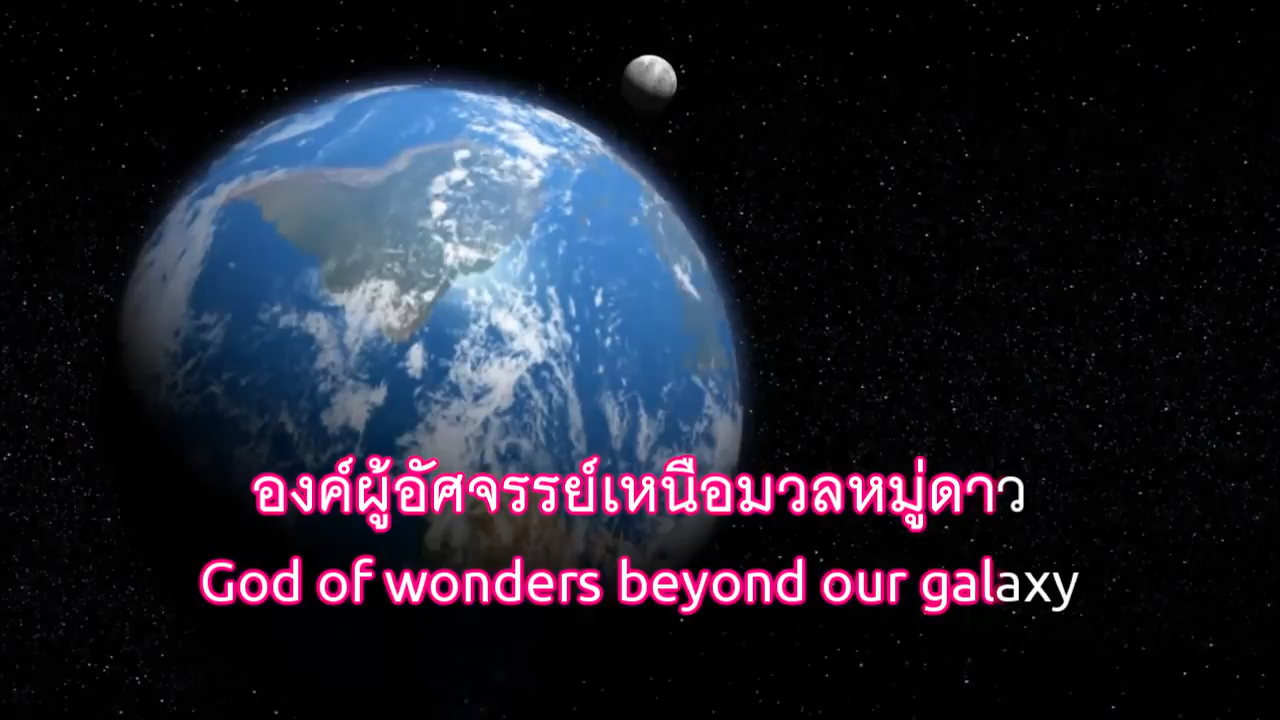 องค์ผู้อัศจรรย์เหนือมวลหมู่ดาว
God of wonders beyond our galaxy